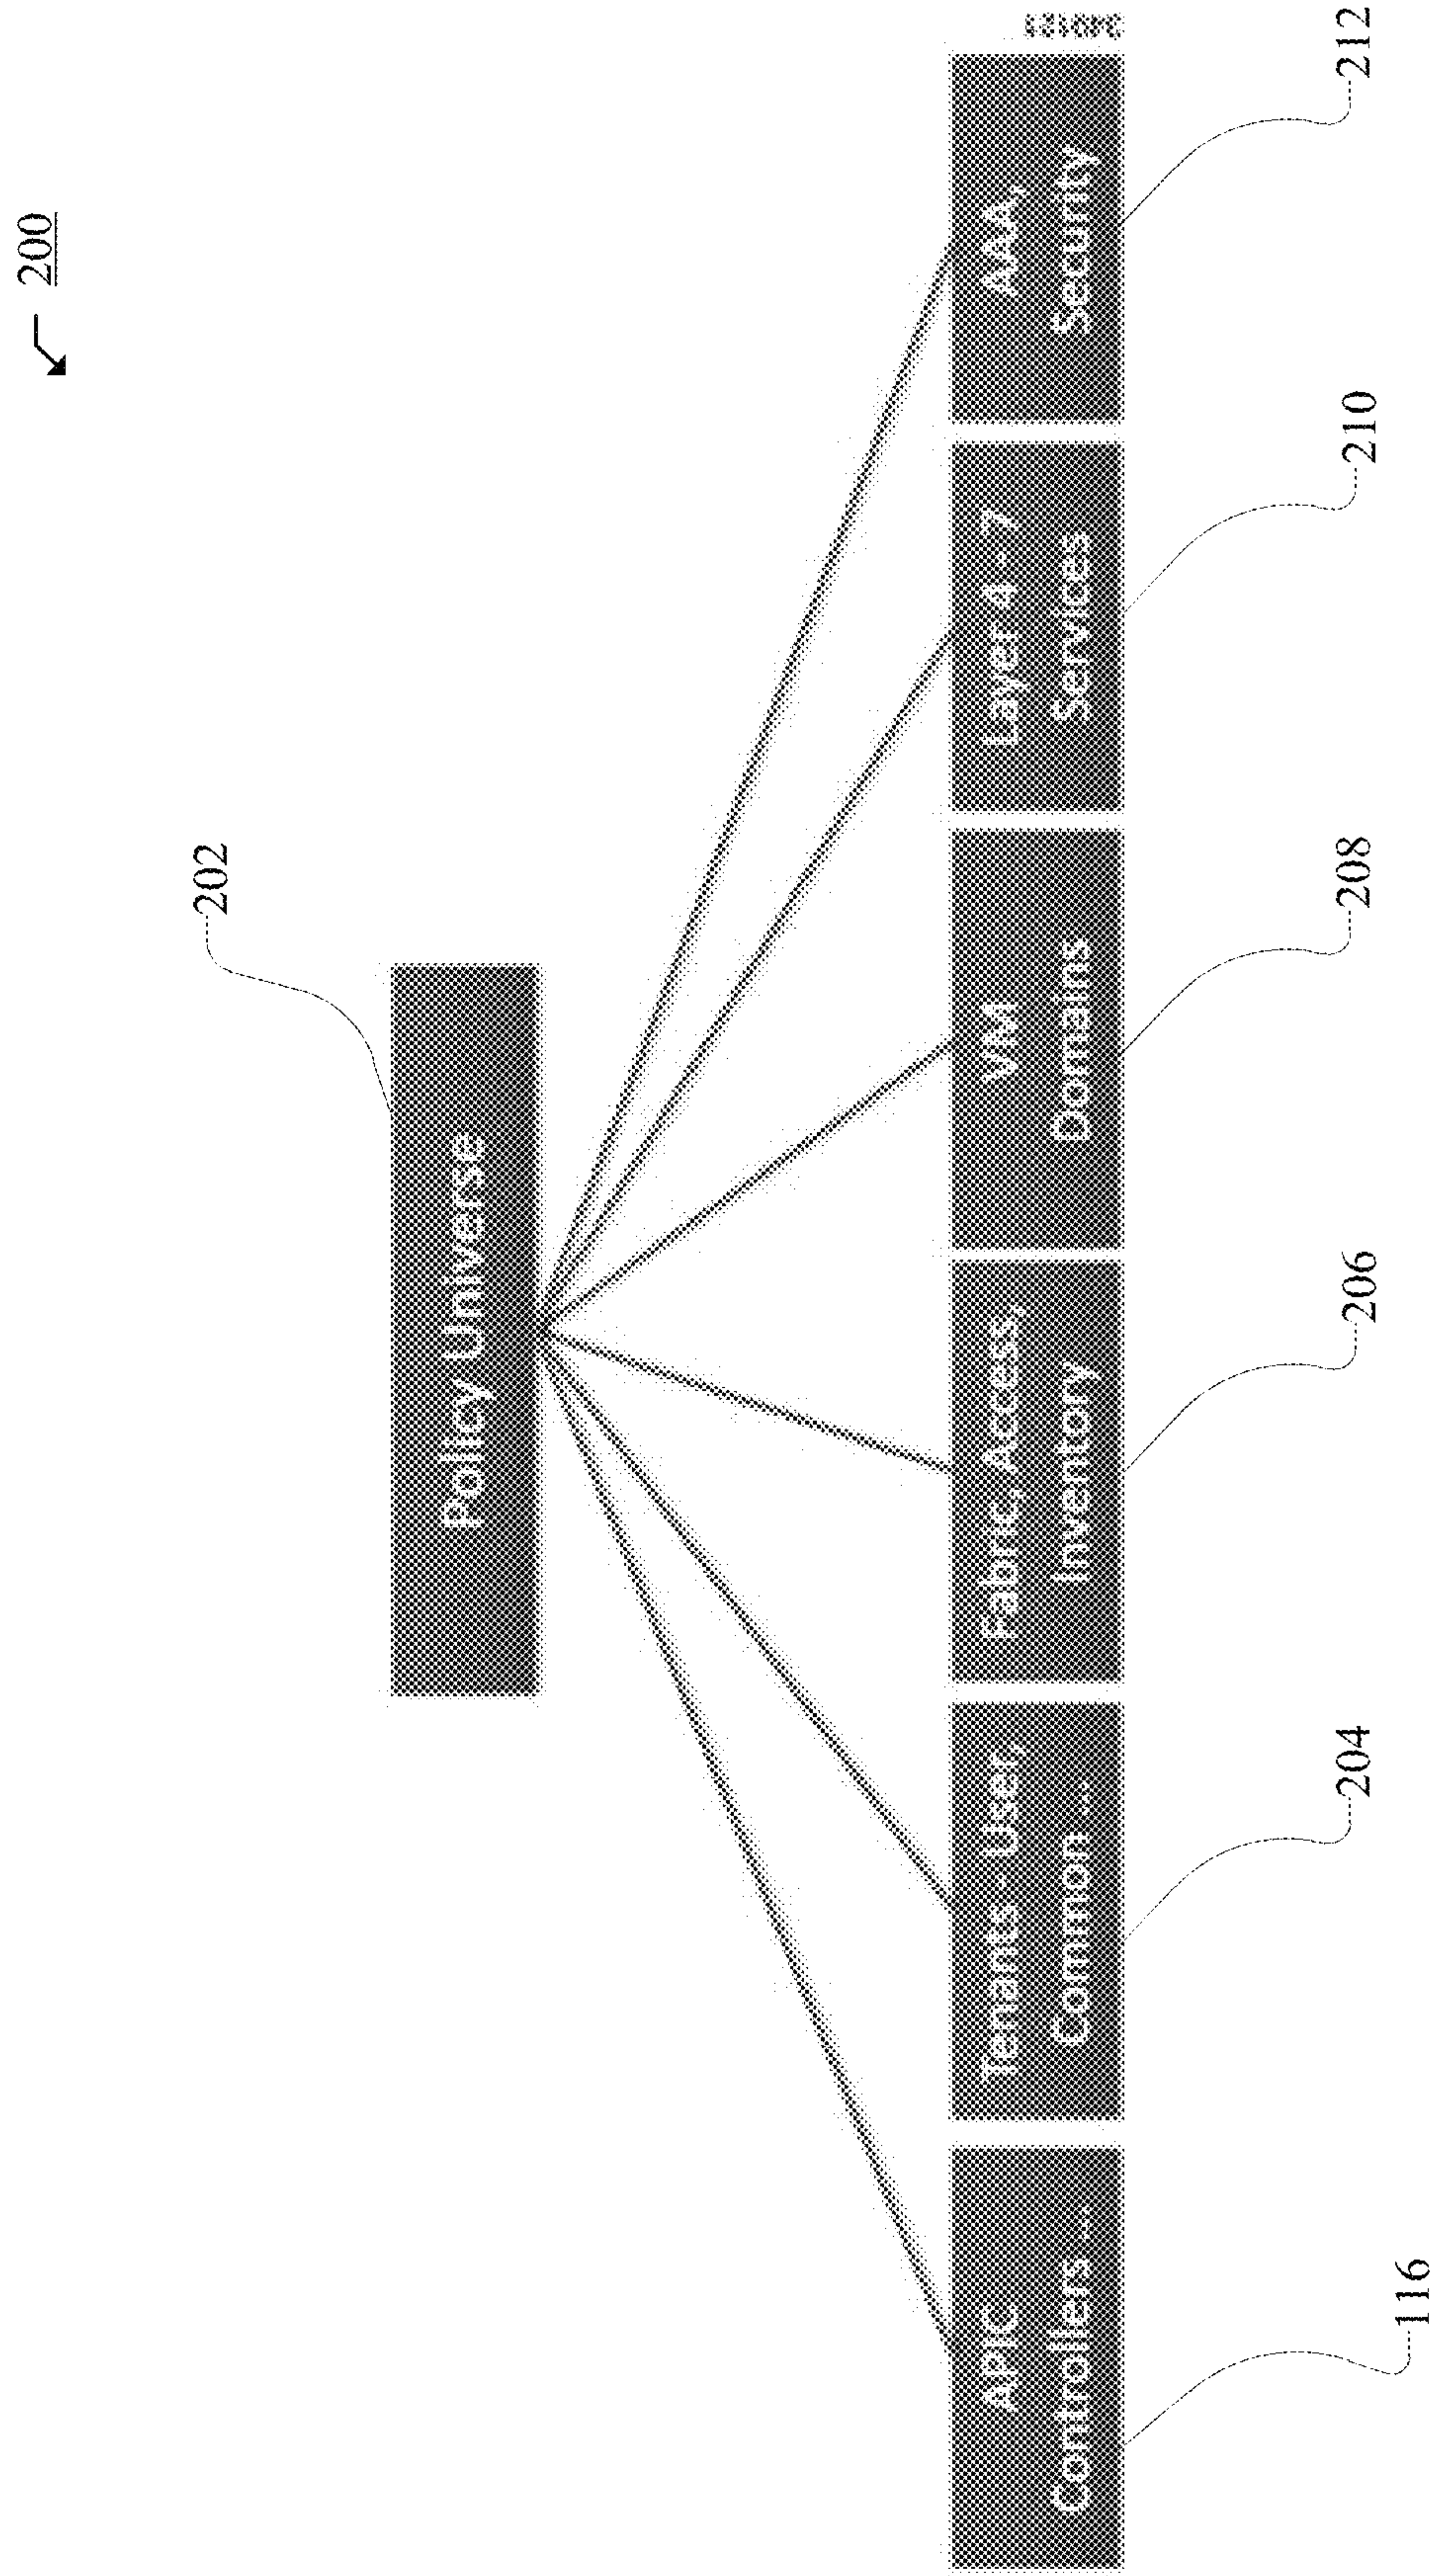 200
202
Policy Universe
APIC
Controllers ...
Tenants - User,
Common ...
Fabric, Access,
Inventory
VM
Domains
Layer 4 - 7
Services
AAA,
Security
116
204
206
208
210
212